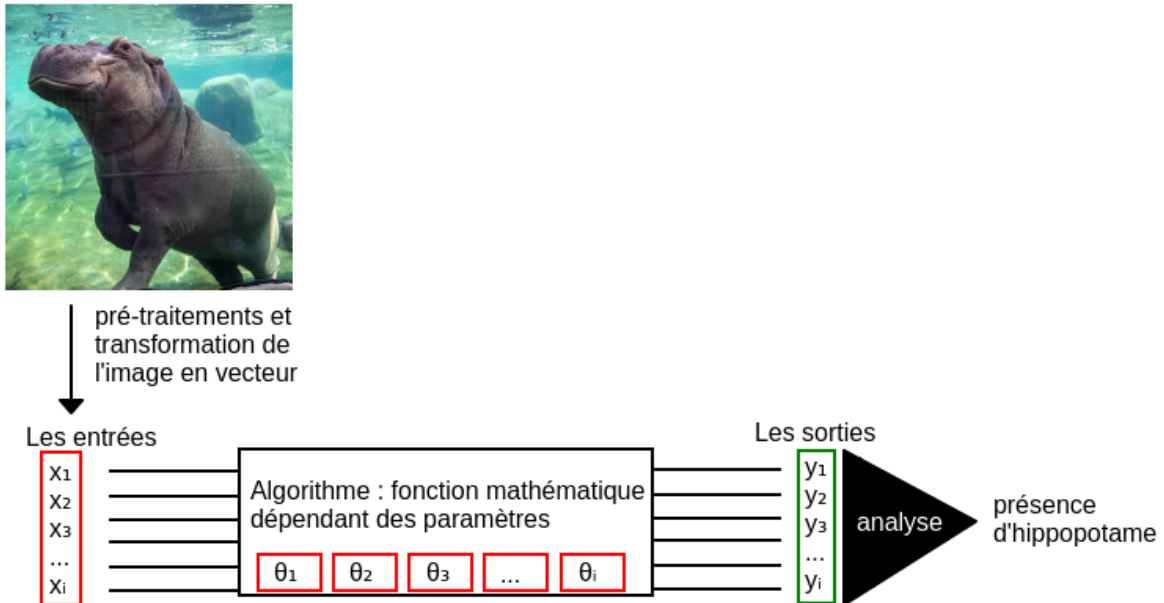 pré-traitements et
transformation de
l'image en vecteur
Les entrées
x₁
x₂
x₃
...
xᵢ
Algorithme : fonction mathématique
dépendant des paramètres
θ₁ θ₂ θ₃ ... θᵢ
Les sorties
y₁
y₂
y₃
...
yᵢ
analyse
présence
d'hippopotame